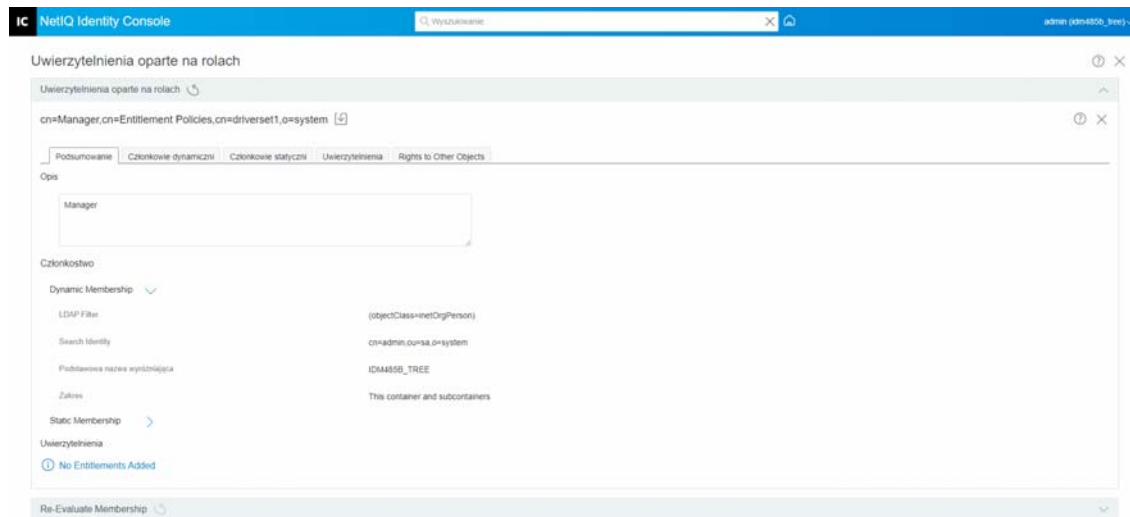 IC NetIQ Identity Console Wyszukiwanie admin (idm485b_tree)
Uwierzytelnienia oparte na rolach
Uwierzytelnienia oparte na rolach
cn=Manager,cn=Entitlement Policies,cn=driverset1,o=system
Podsumowanie Członkowie dynamiczni Członkowie statyczni Uwierzytelnienia Rights to Other Objects
Opis
Manager
Członkostwo
Dynamic Membership
LDAP Filter (objectClass=inetOrgPerson)
Search Identity cn=admin,ou=sa,o=system
Podstawowa nazwa wyróżniająca IDM485B_TREE
Zakres This container and subcontainers
Static Membership
Uwierzytelnienia
No Entitlements Added
Re-Evaluate Membership